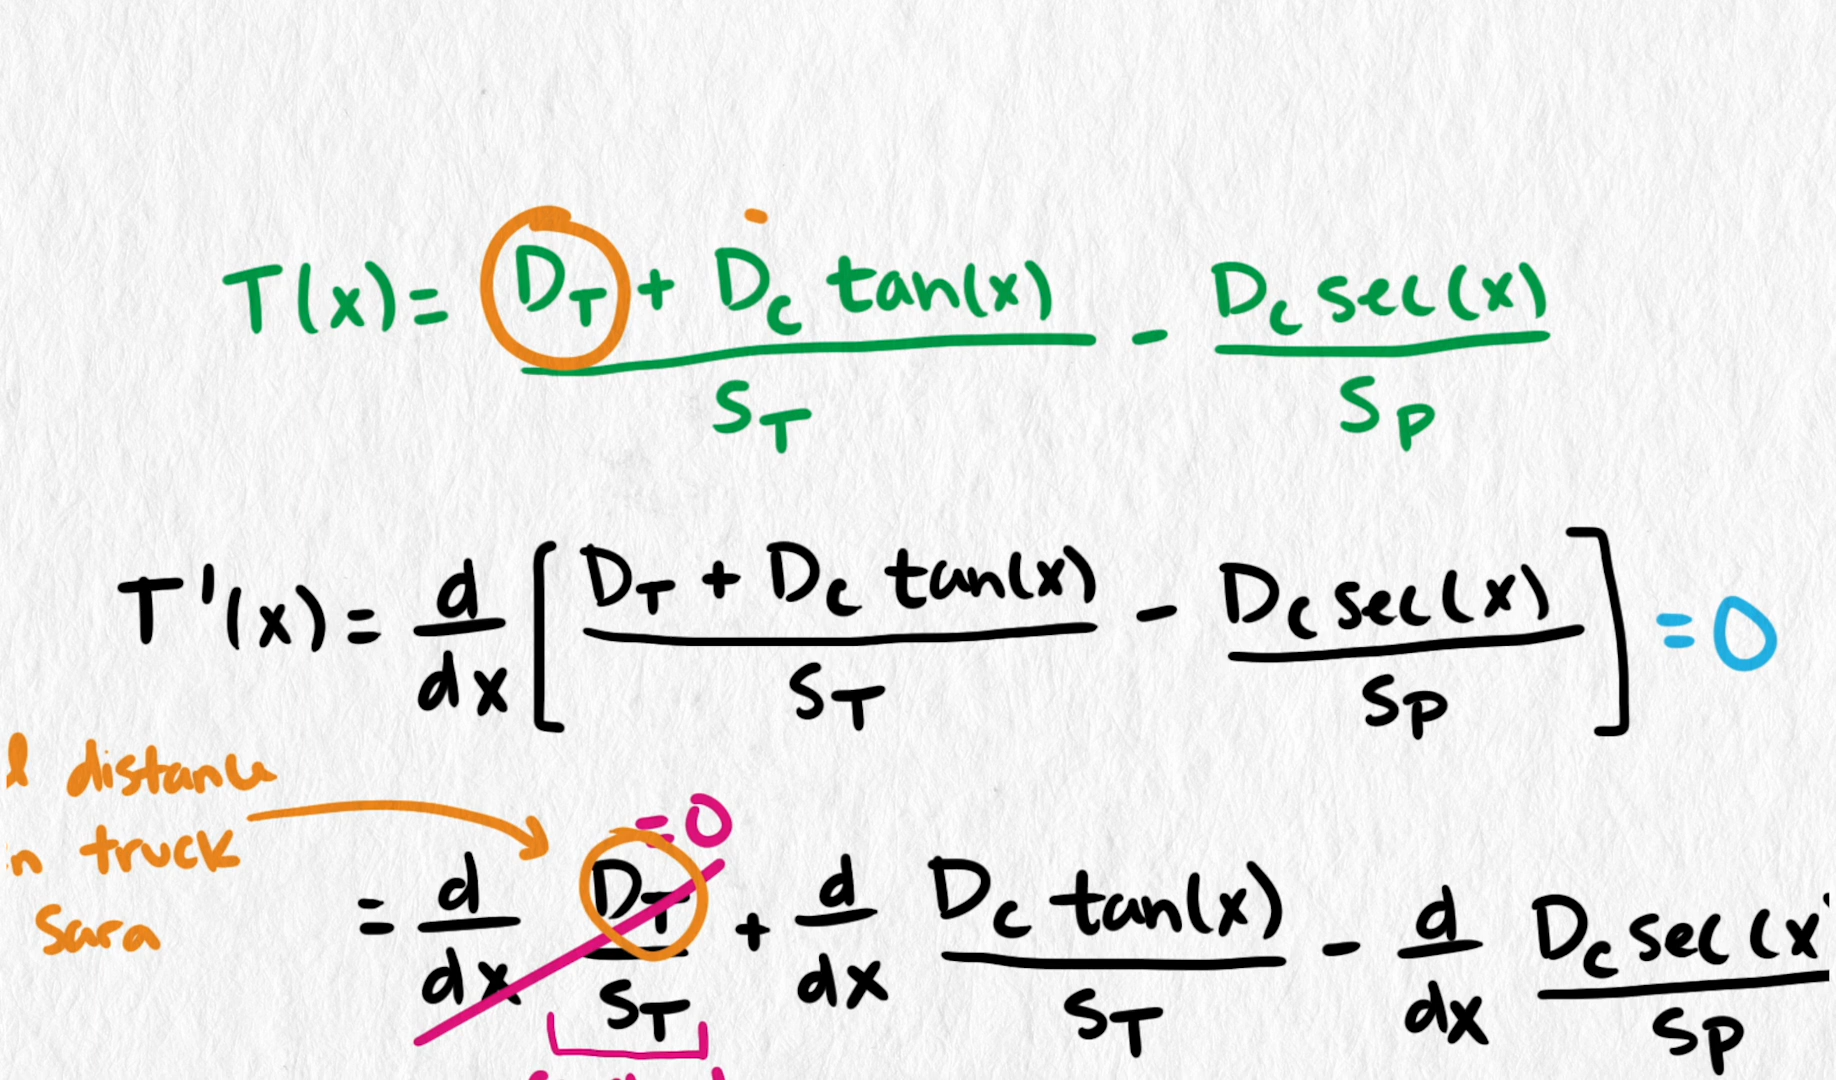 T(x) = (D_T + D_C tan(x)) / S_T - (D_C sec(x)) / S_P
T'(x) = d/dx [ (D_T + D_C tan(x)) / S_T - (D_C sec(x)) / S_P ] = 0
distance
truck
Sara
= 0
= d/dx D_T / S_T + d/dx (D_C tan(x)) / S_T - d/dx (D_C sec(x)) / S_P